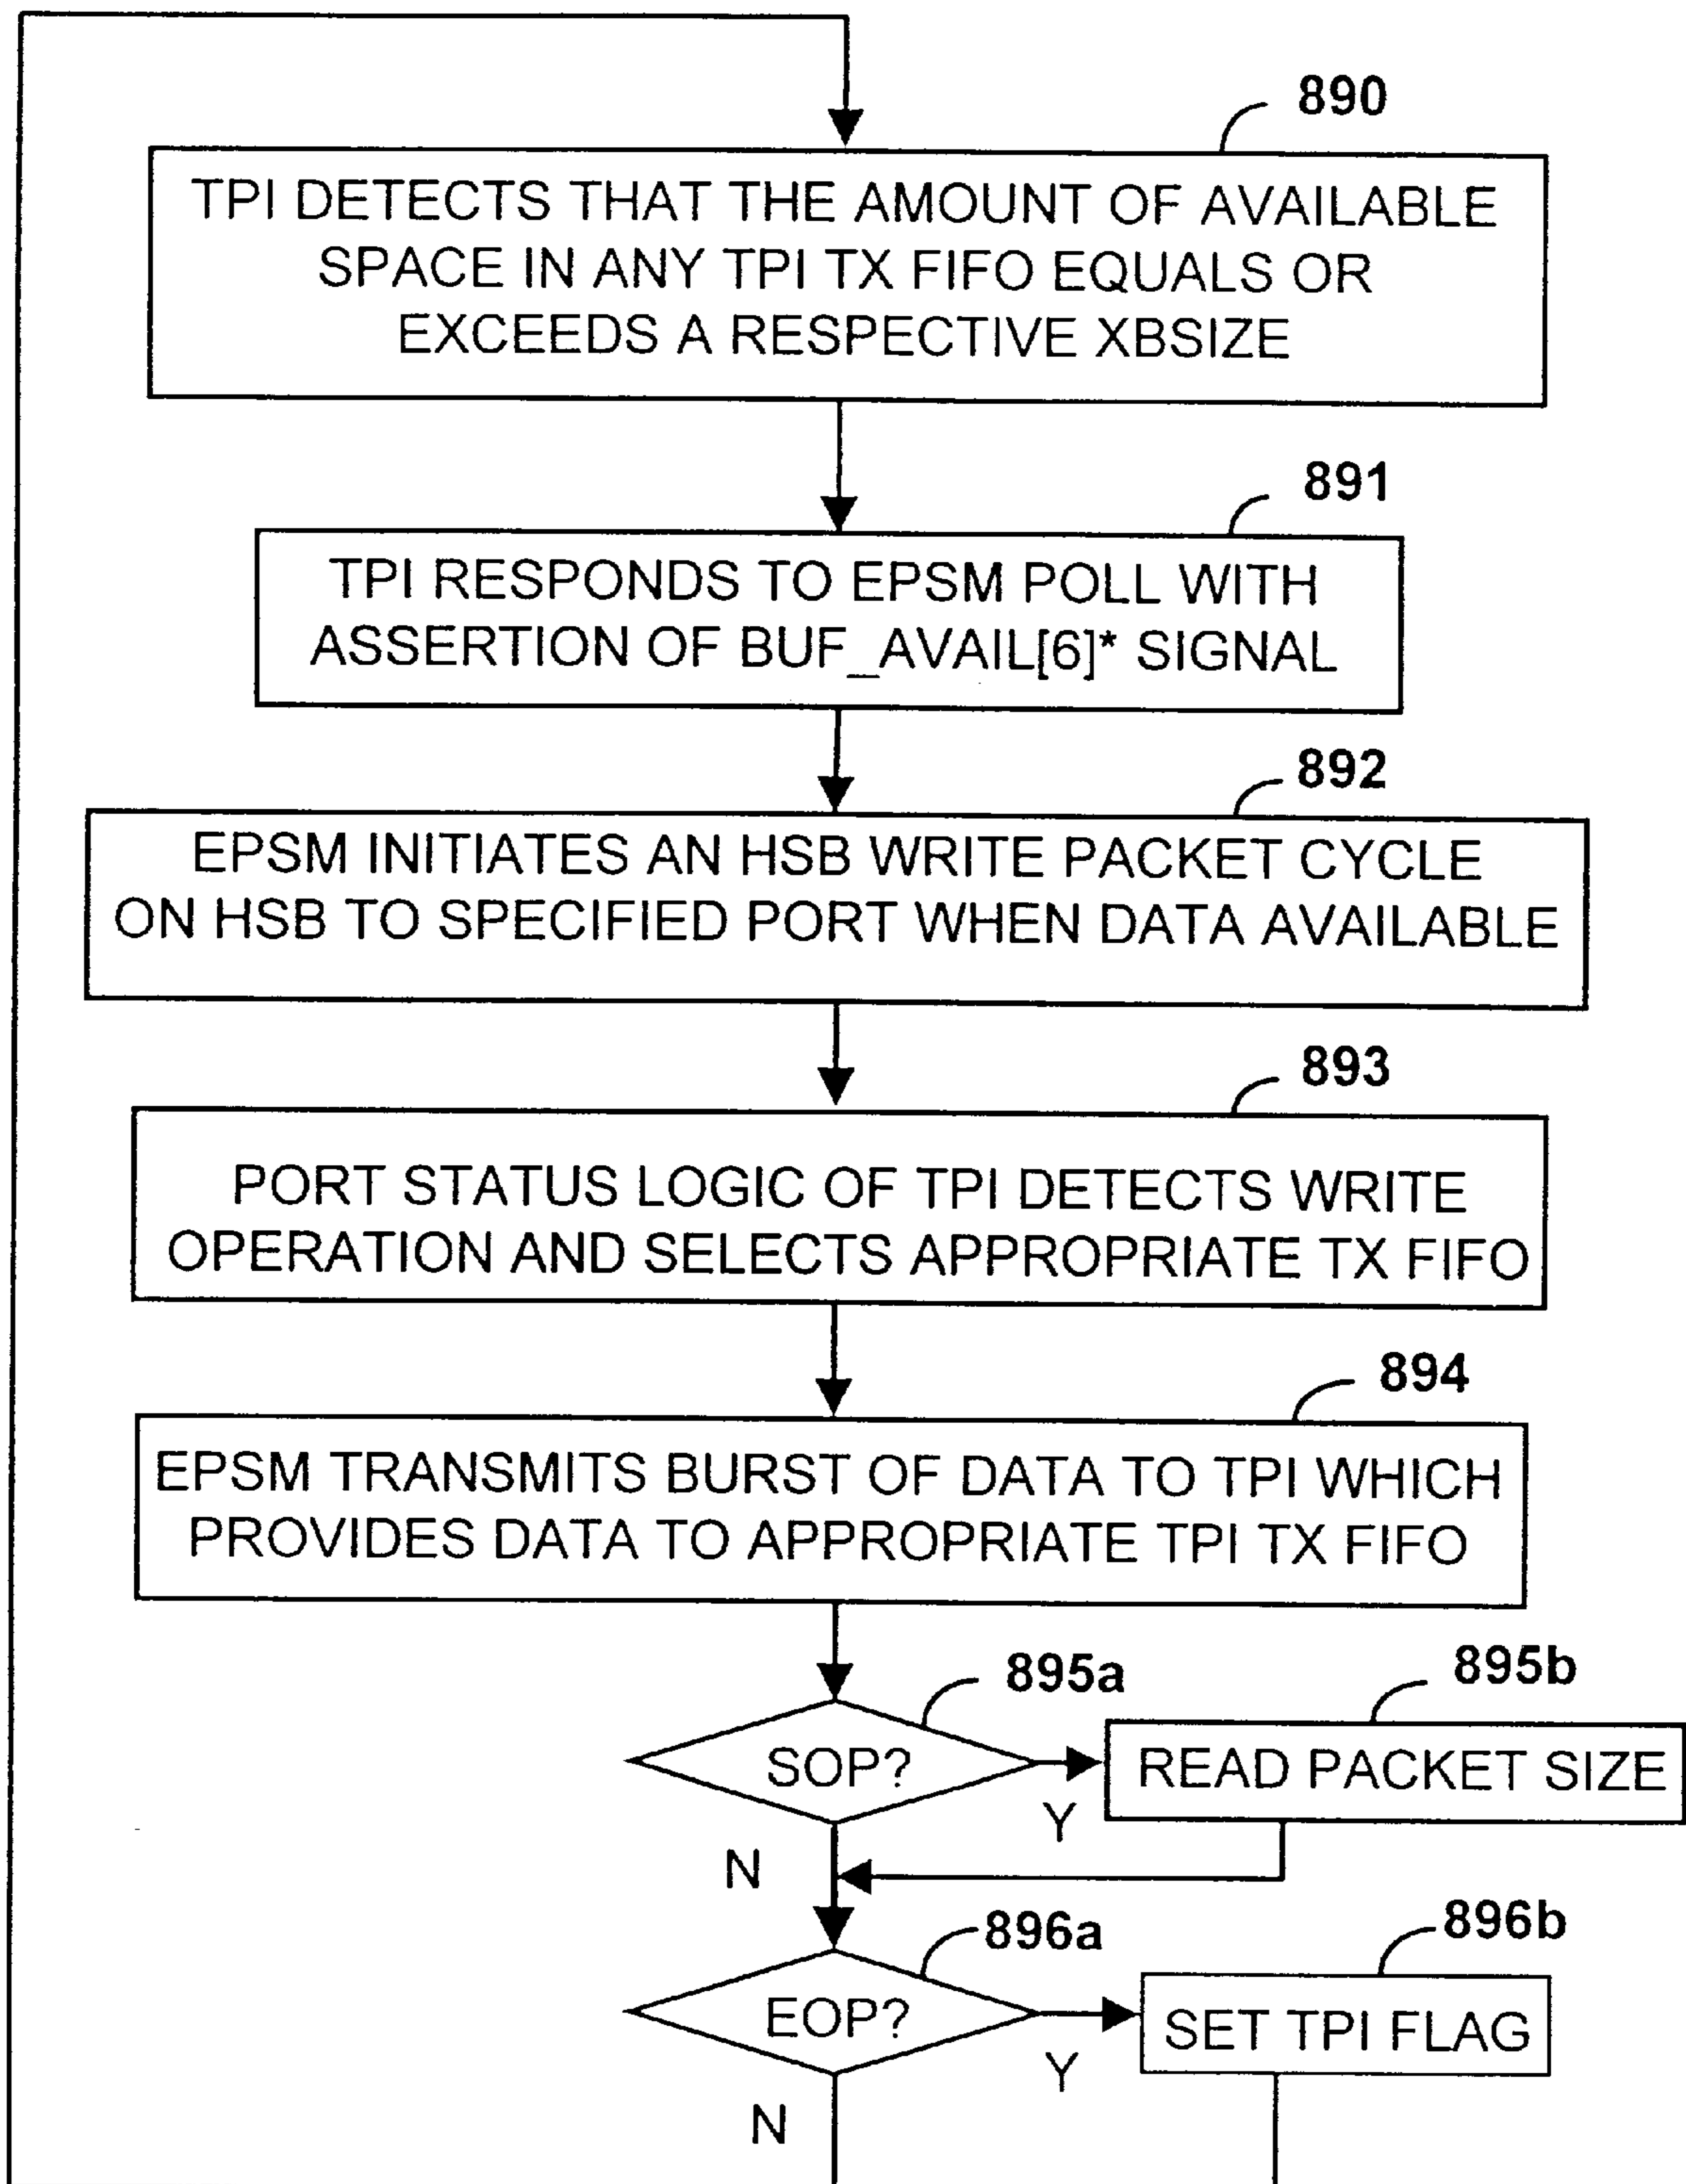 890
TPI DETECTS THAT THE AMOUNT OF AVAILABLE
SPACE IN ANY TPI TX FIFO EQUALS OR
EXCEEDS A RESPECTIVE XBSIZE
891
TPI RESPONDS TO EPSM POLL WITH
ASSERTION OF BUF_AVAIL[6]* SIGNAL
892
EPSM INITIATES AN HSB WRITE PACKET CYCLE
ON HSB TO SPECIFIED PORT WHEN DATA AVAILABLE
893
PORT STATUS LOGIC OF TPI DETECTS WRITE
OPERATION AND SELECTS APPROPRIATE TX FIFO
894
EPSM TRANSMITS BURST OF DATA TO TPI WHICH
PROVIDES DATA TO APPROPRIATE TPI TX FIFO
895a
895b
SOP?
READ PACKET SIZE
Y
N
896a
896b
EOP?
SET TPI FLAG
Y
N